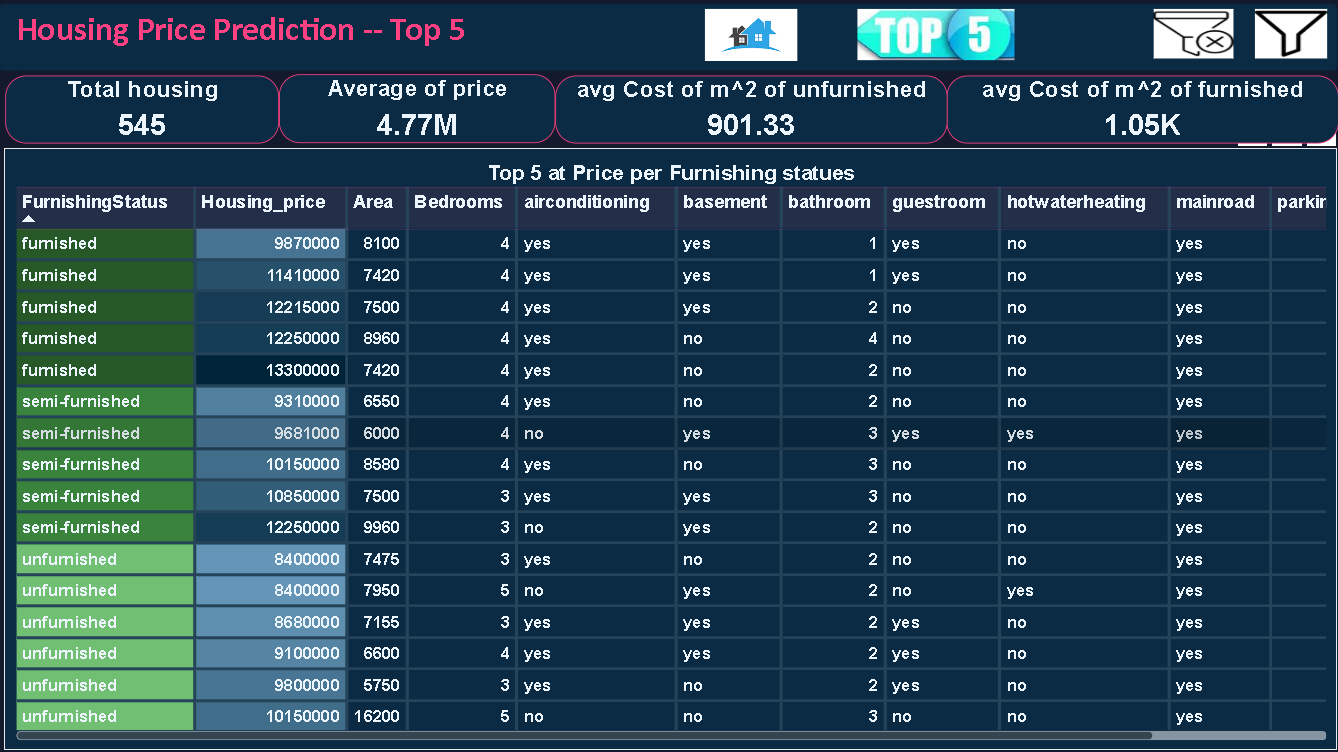 Housing Price Prediction -- Top 5
TOP 5
Total housing
545
Average of price
4.77M
avg Cost of m^2 of unfurnished
901.33
avg Cost of m^2 of furnished
1.05K
Top 5 at Price per Furnishing statues
FurnishingStatus Housing_price Area Bedrooms airconditioning basement bathroom guestroom hotwaterheating mainroad parkin
furnished 9870000 8100 4 yes yes 1 yes no yes
furnished 11410000 7420 4 yes yes 1 yes no yes
furnished 12215000 7500 4 yes yes 2 no no yes
furnished 12250000 8960 4 yes no 4 no no yes
furnished 13300000 7420 4 yes no 2 no no yes
semi-furnished 9310000 6550 4 yes no 2 no no yes
semi-furnished 9681000 6000 4 no yes 3 yes yes yes
semi-furnished 10150000 8580 4 yes no 3 no no yes
semi-furnished 10850000 7500 3 yes yes 3 no no yes
semi-furnished 12250000 9960 3 no yes 2 no no yes
unfurnished 8400000 7475 3 yes no 2 no no yes
unfurnished 8400000 7950 5 no yes 2 no yes yes
unfurnished 8680000 7155 3 yes yes 2 yes no yes
unfurnished 9100000 6600 4 yes yes 2 yes no yes
unfurnished 9800000 5750 3 yes no 2 yes no yes
unfurnished 10150000 16200 5 no no 3 no no yes